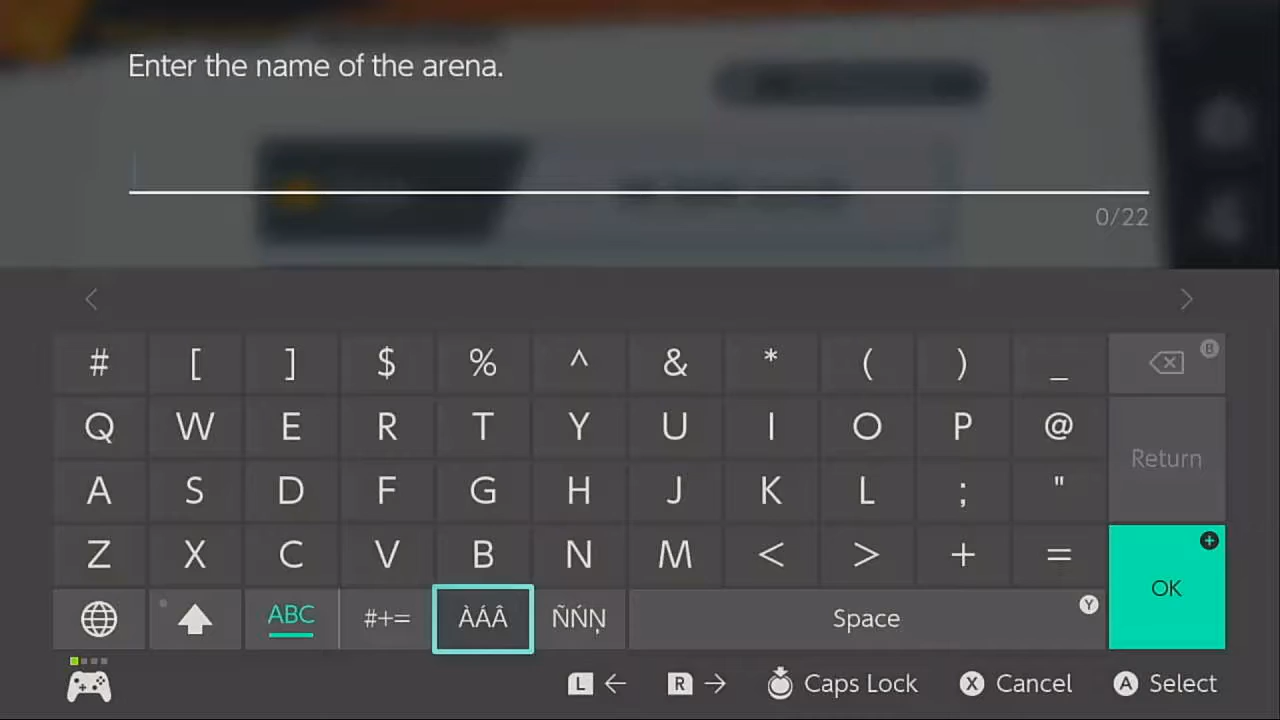 Enter the name of the arena.
0/22
# [ ] $ % ^ & * ( ) _ B
Q W E R T Y U I O P @
A S D F G H J K L ; " Return
Z X C V B N M < > + =
ABC #+= ÀÁÂ ÑŃŅ Space Y OK
L ← R → Caps Lock X Cancel A Select